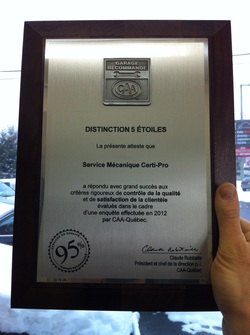 GARAGE
RECOMMANDÉ
CAA
DISTINCTION 5 ÉTOILES
La présente atteste que
Service Mécanique Certi-Pro
a répondu avec grand succès aux
critères rigoureux de contrôle de la qualité
et de satisfaction de la clientèle
évalués dans le cadre
d'une enquête effectuée en 2012
par CAA-Québec.
95%
Président et chef de la direction
CAA-Québec